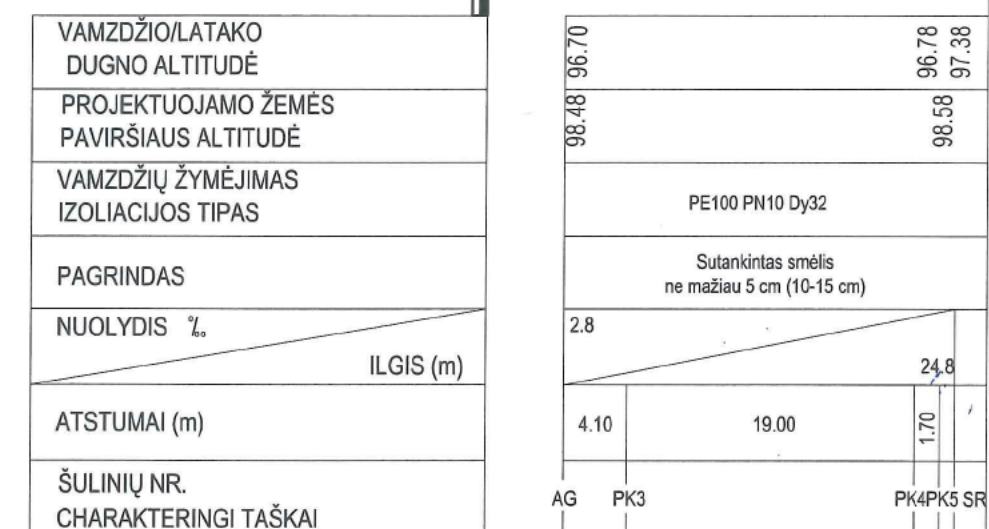 VAMZDŽIO/LATAKO
DUGNO ALTITUDĖ
96.70
96.78
97.38
PROJEKTUOJAMO ŽEMĖS
PAVIRŠIAUS ALTITUDĖ
98.48
98.58
VAMZDŽIŲ ŽYMĖJIMAS
IZOLIACIJOS TIPAS
PE100 PN10 Dy32
PAGRINDAS
Sutankintas smėlis
ne mažiau 5 cm (10-15 cm)
NUOLYDIS ‰
ILGIS (m)
2.8
24.8
ATSTUMAI (m)
4.10
19.00
1.70
ŠULINIŲ NR.
CHARAKTERINGI TAŠKAI
AG
PK3
PK4
PK5
SR